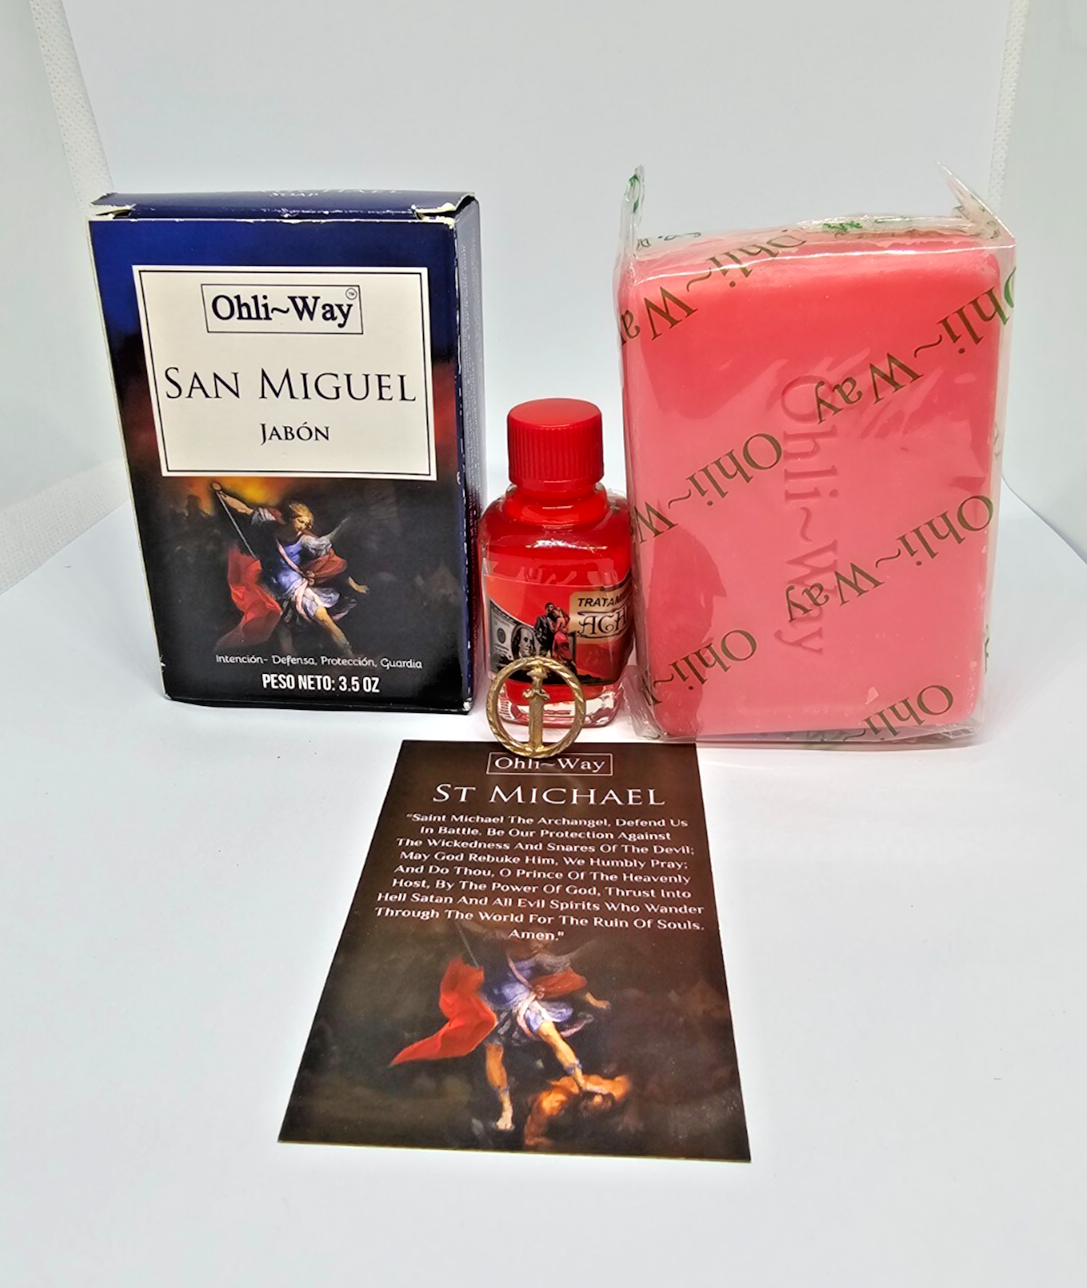 SOAP
Ohli~Way
SAN MIGUEL
JABÓN
Intención- Defensa, Protección, Guardia
PESO NETO: 3.5 OZ
Ohli~Way
Ohli~Way
Ohli~Way
Ohli~Way
Ohli~Way
Ohli~Way
ST MICHAEL
"Saint Michael The Archangel, Defend Us
In Battle. Be Our Protection Against
The Wickedness And Snares Of The Devil;
May God Rebuke Him, We Humbly Pray;
And Do Thou, O Prince Of The Heavenly
Host, By The Power Of God, Thrust Into
Hell Satan And All Evil Spirits Who Wander
Through The World For The Ruin Of Souls.
Amen."